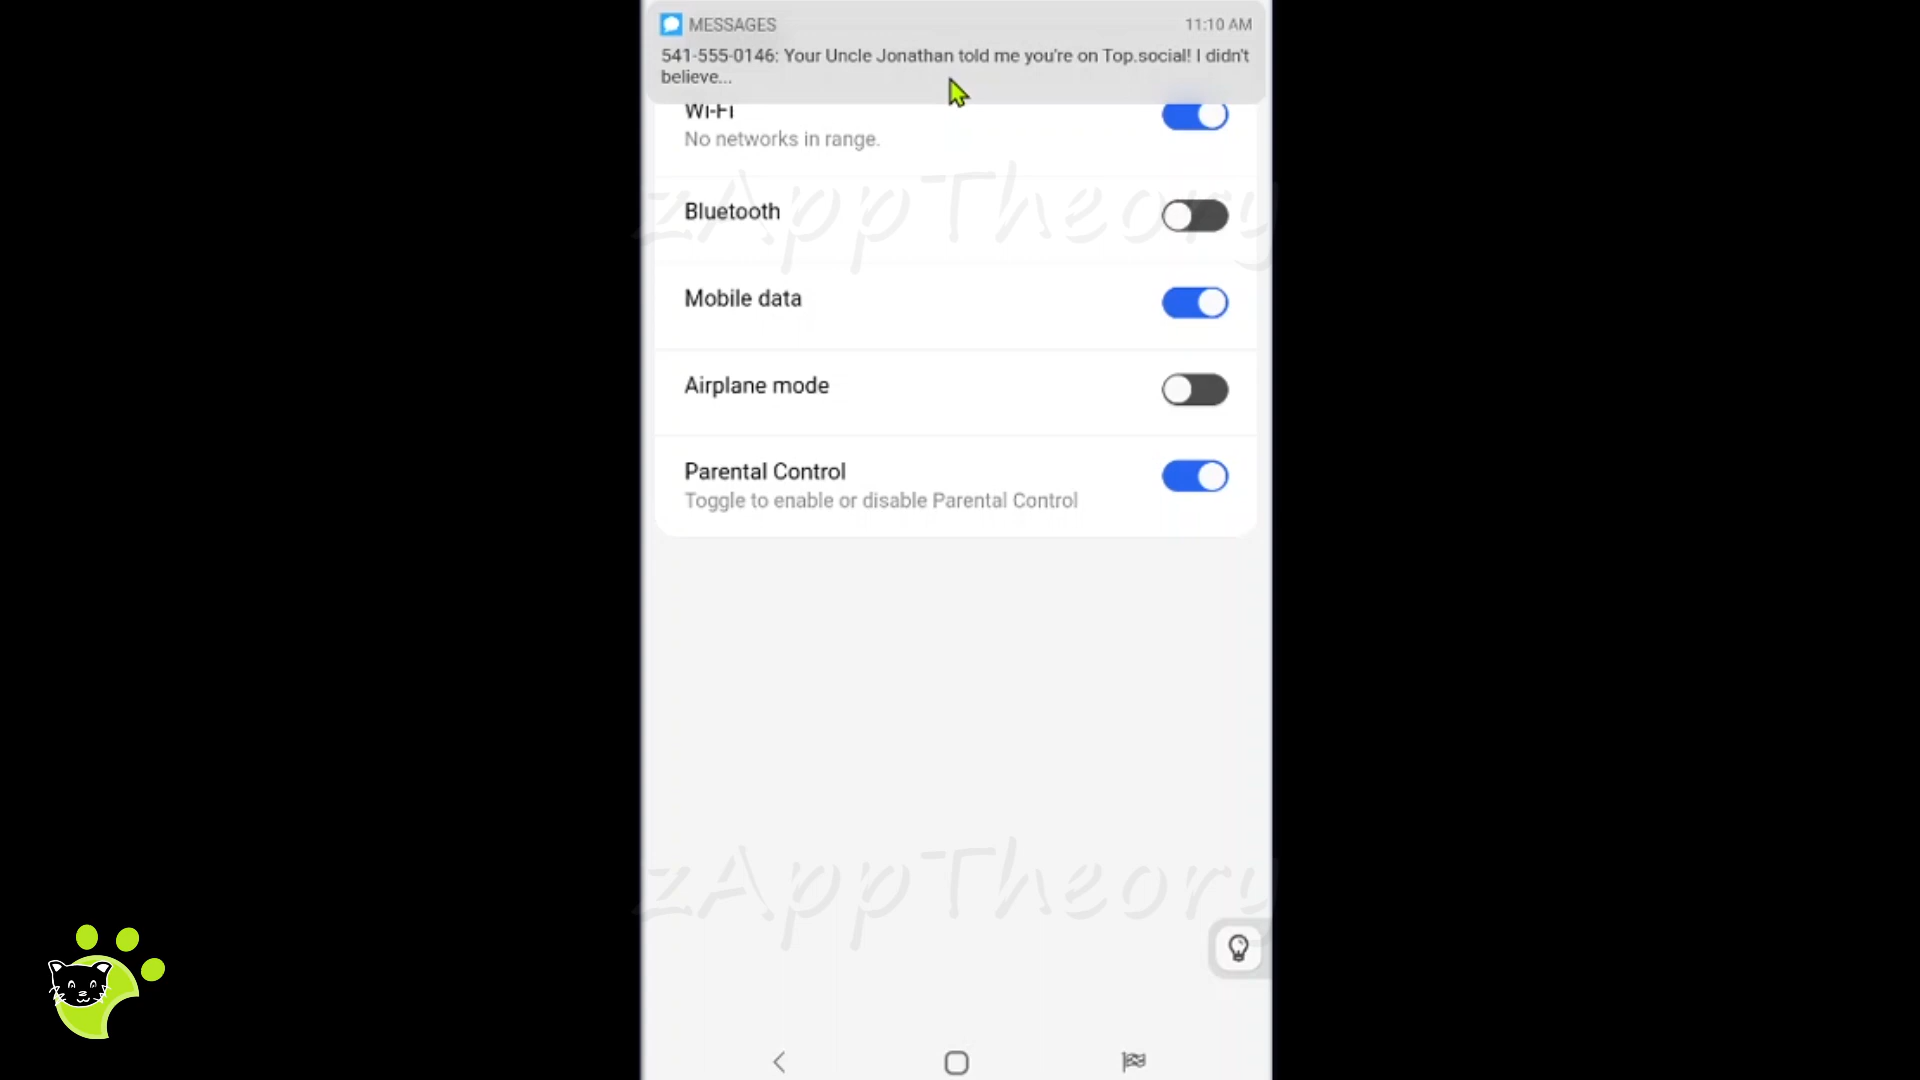 MESSAGES 11:10 AM
541-555-0146: Your Uncle Jonathan told me you're on Top.social! I didn't
believe...
Wi-Fi
No networks in range.
zAppTheory
Bluetooth
Mobile data
Airplane mode
Parental Control
Toggle to enable or disable Parental Control
zAppTheory